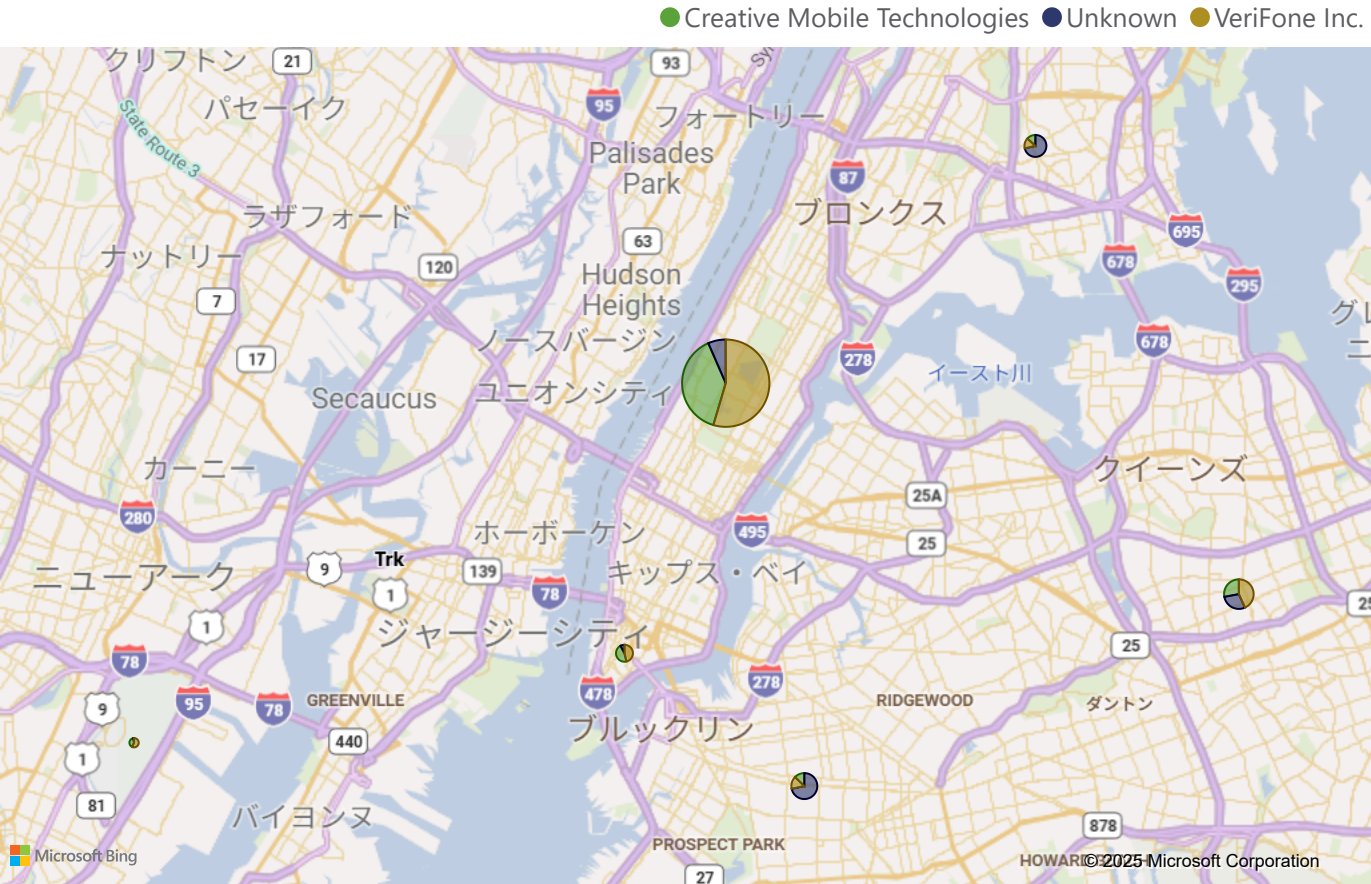 Creative Mobile Technologies Unknown VeriFone Inc.
クリフトン
21
93
パセーイク
95
フォートリー
State Route 3
Palisades
Park
87
ラザフォード
ブロンクス
63
695
ナットリー
120
678
Hudson
Heights
295
7
678
ノースバージン
17
278
イースト川
Secaucus
ユニオンシティ
カーニー
クイーンズ
25A
280
495
ホーボーケン
25
Trk
9
139
キップス・ベイ
ニューアーク
1
78
1
ジャージーシティ
25
78
278
478
95
78
GREENVILLE
RIDGEWOOD
ダントン
9
ブルックリン
440
1
81
バイヨンヌ
878
PROSPECT PARK
Microsoft Bing
© 2025 Microsoft Corporation
27